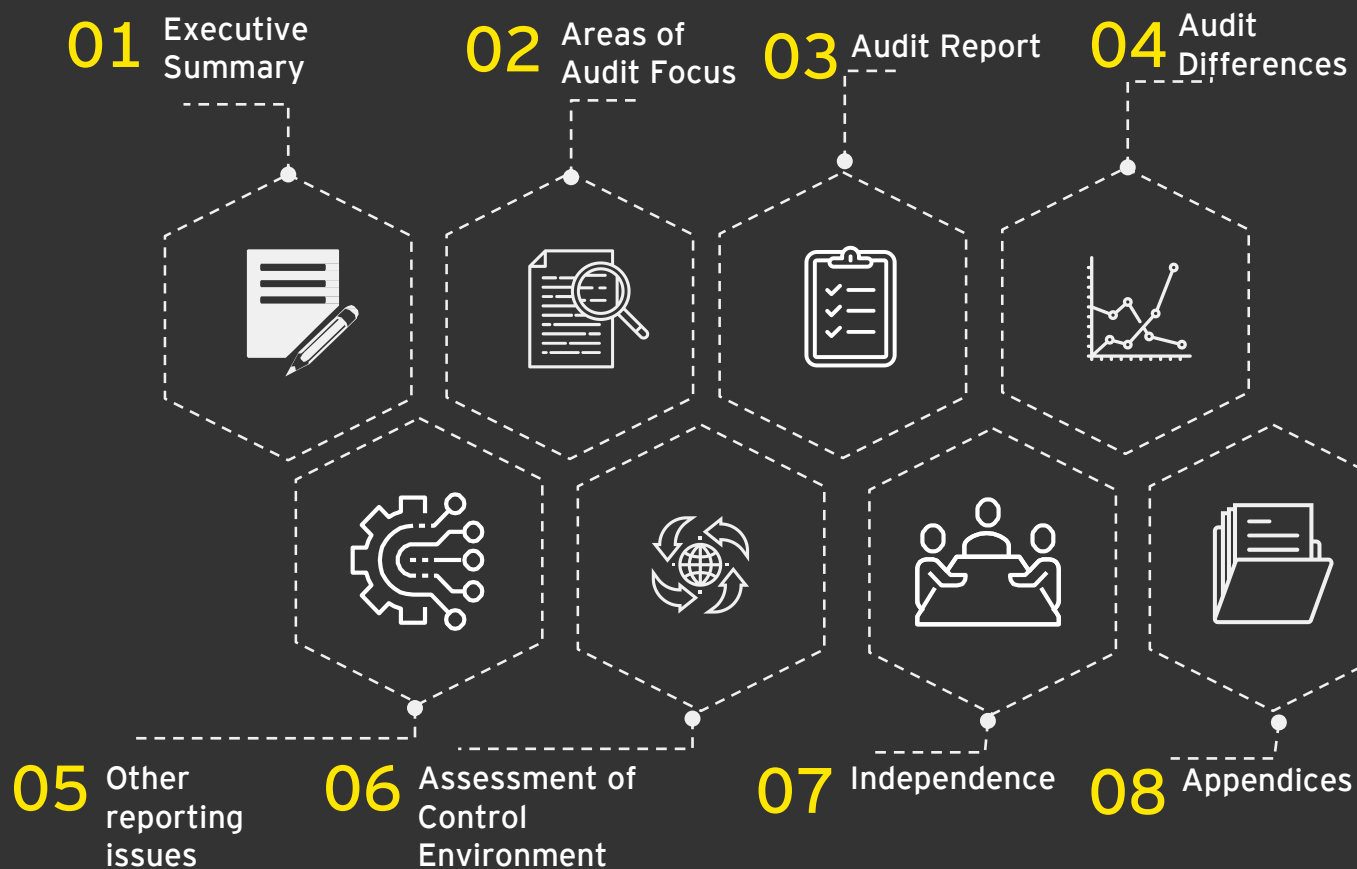 01 Executive
Summary
02 Areas of
Audit Focus
03 Audit Report
04 Audit
Differences
05 Other
reporting
issues
06 Assessment of
Control
Environment
07 Independence
08 Appendices